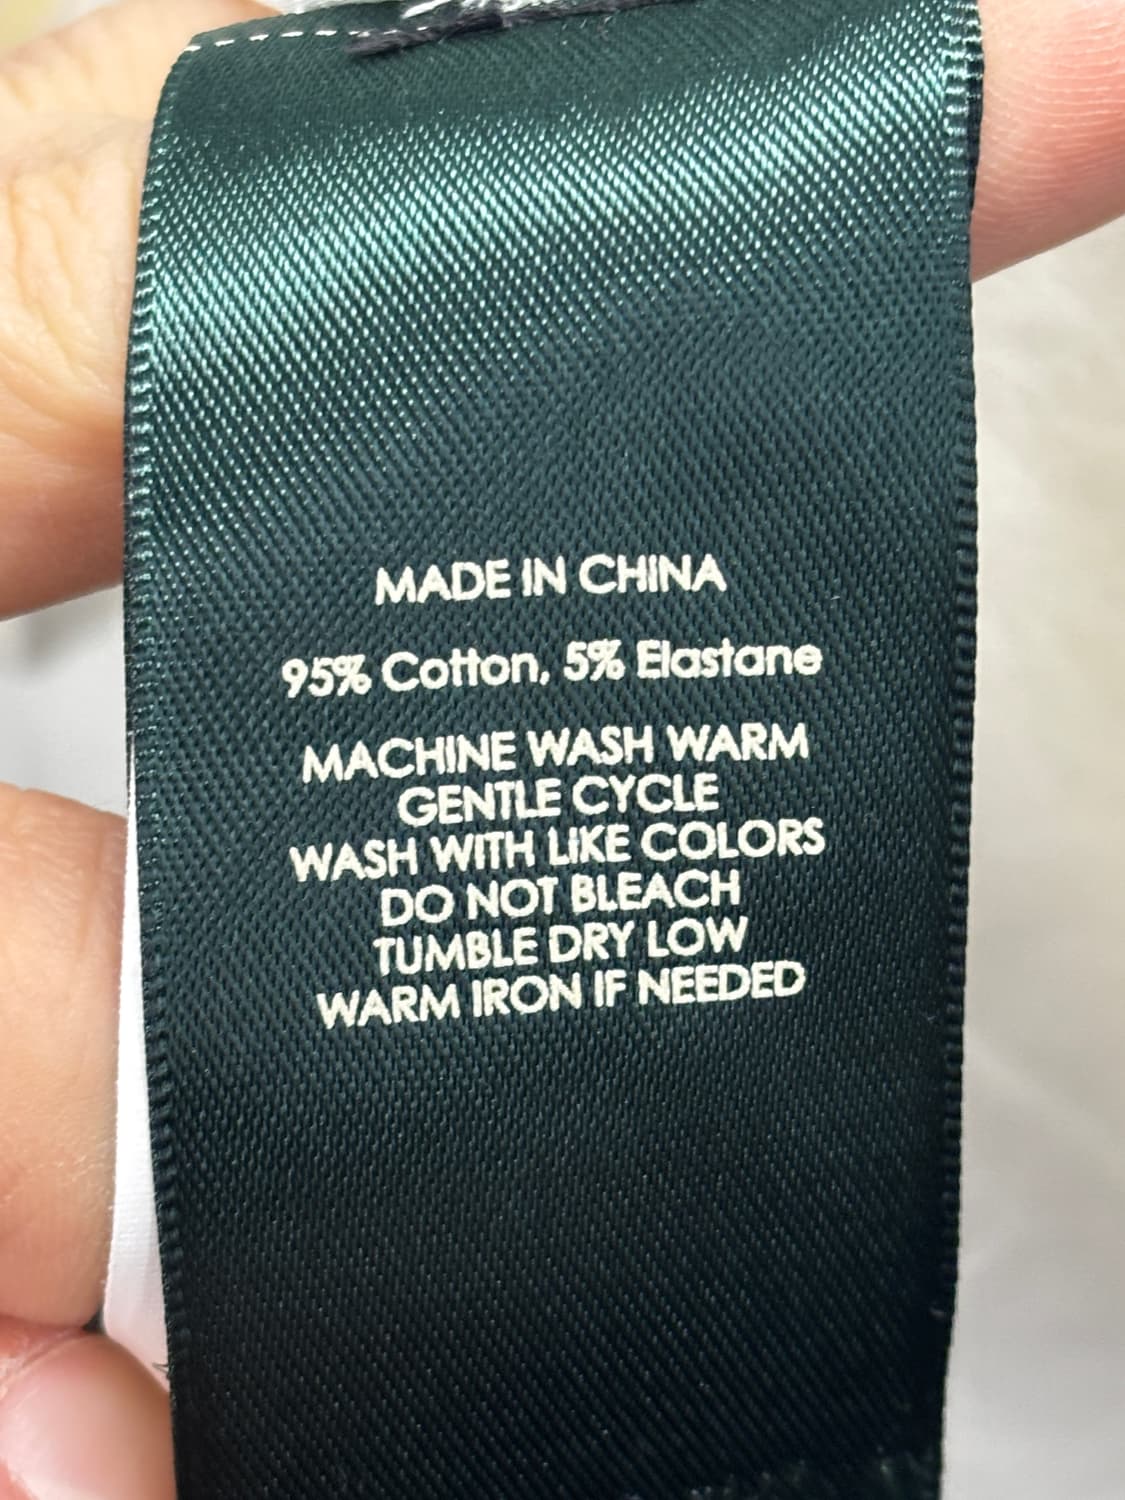 MADE IN CHINA
95% Cotton, 5% Elastane
MACHINE WASH WARM
GENTLE CYCLE
WASH WITH LIKE COLORS
DO NOT BLEACH
TUMBLE DRY LOW
WARM IRON IF NEEDED